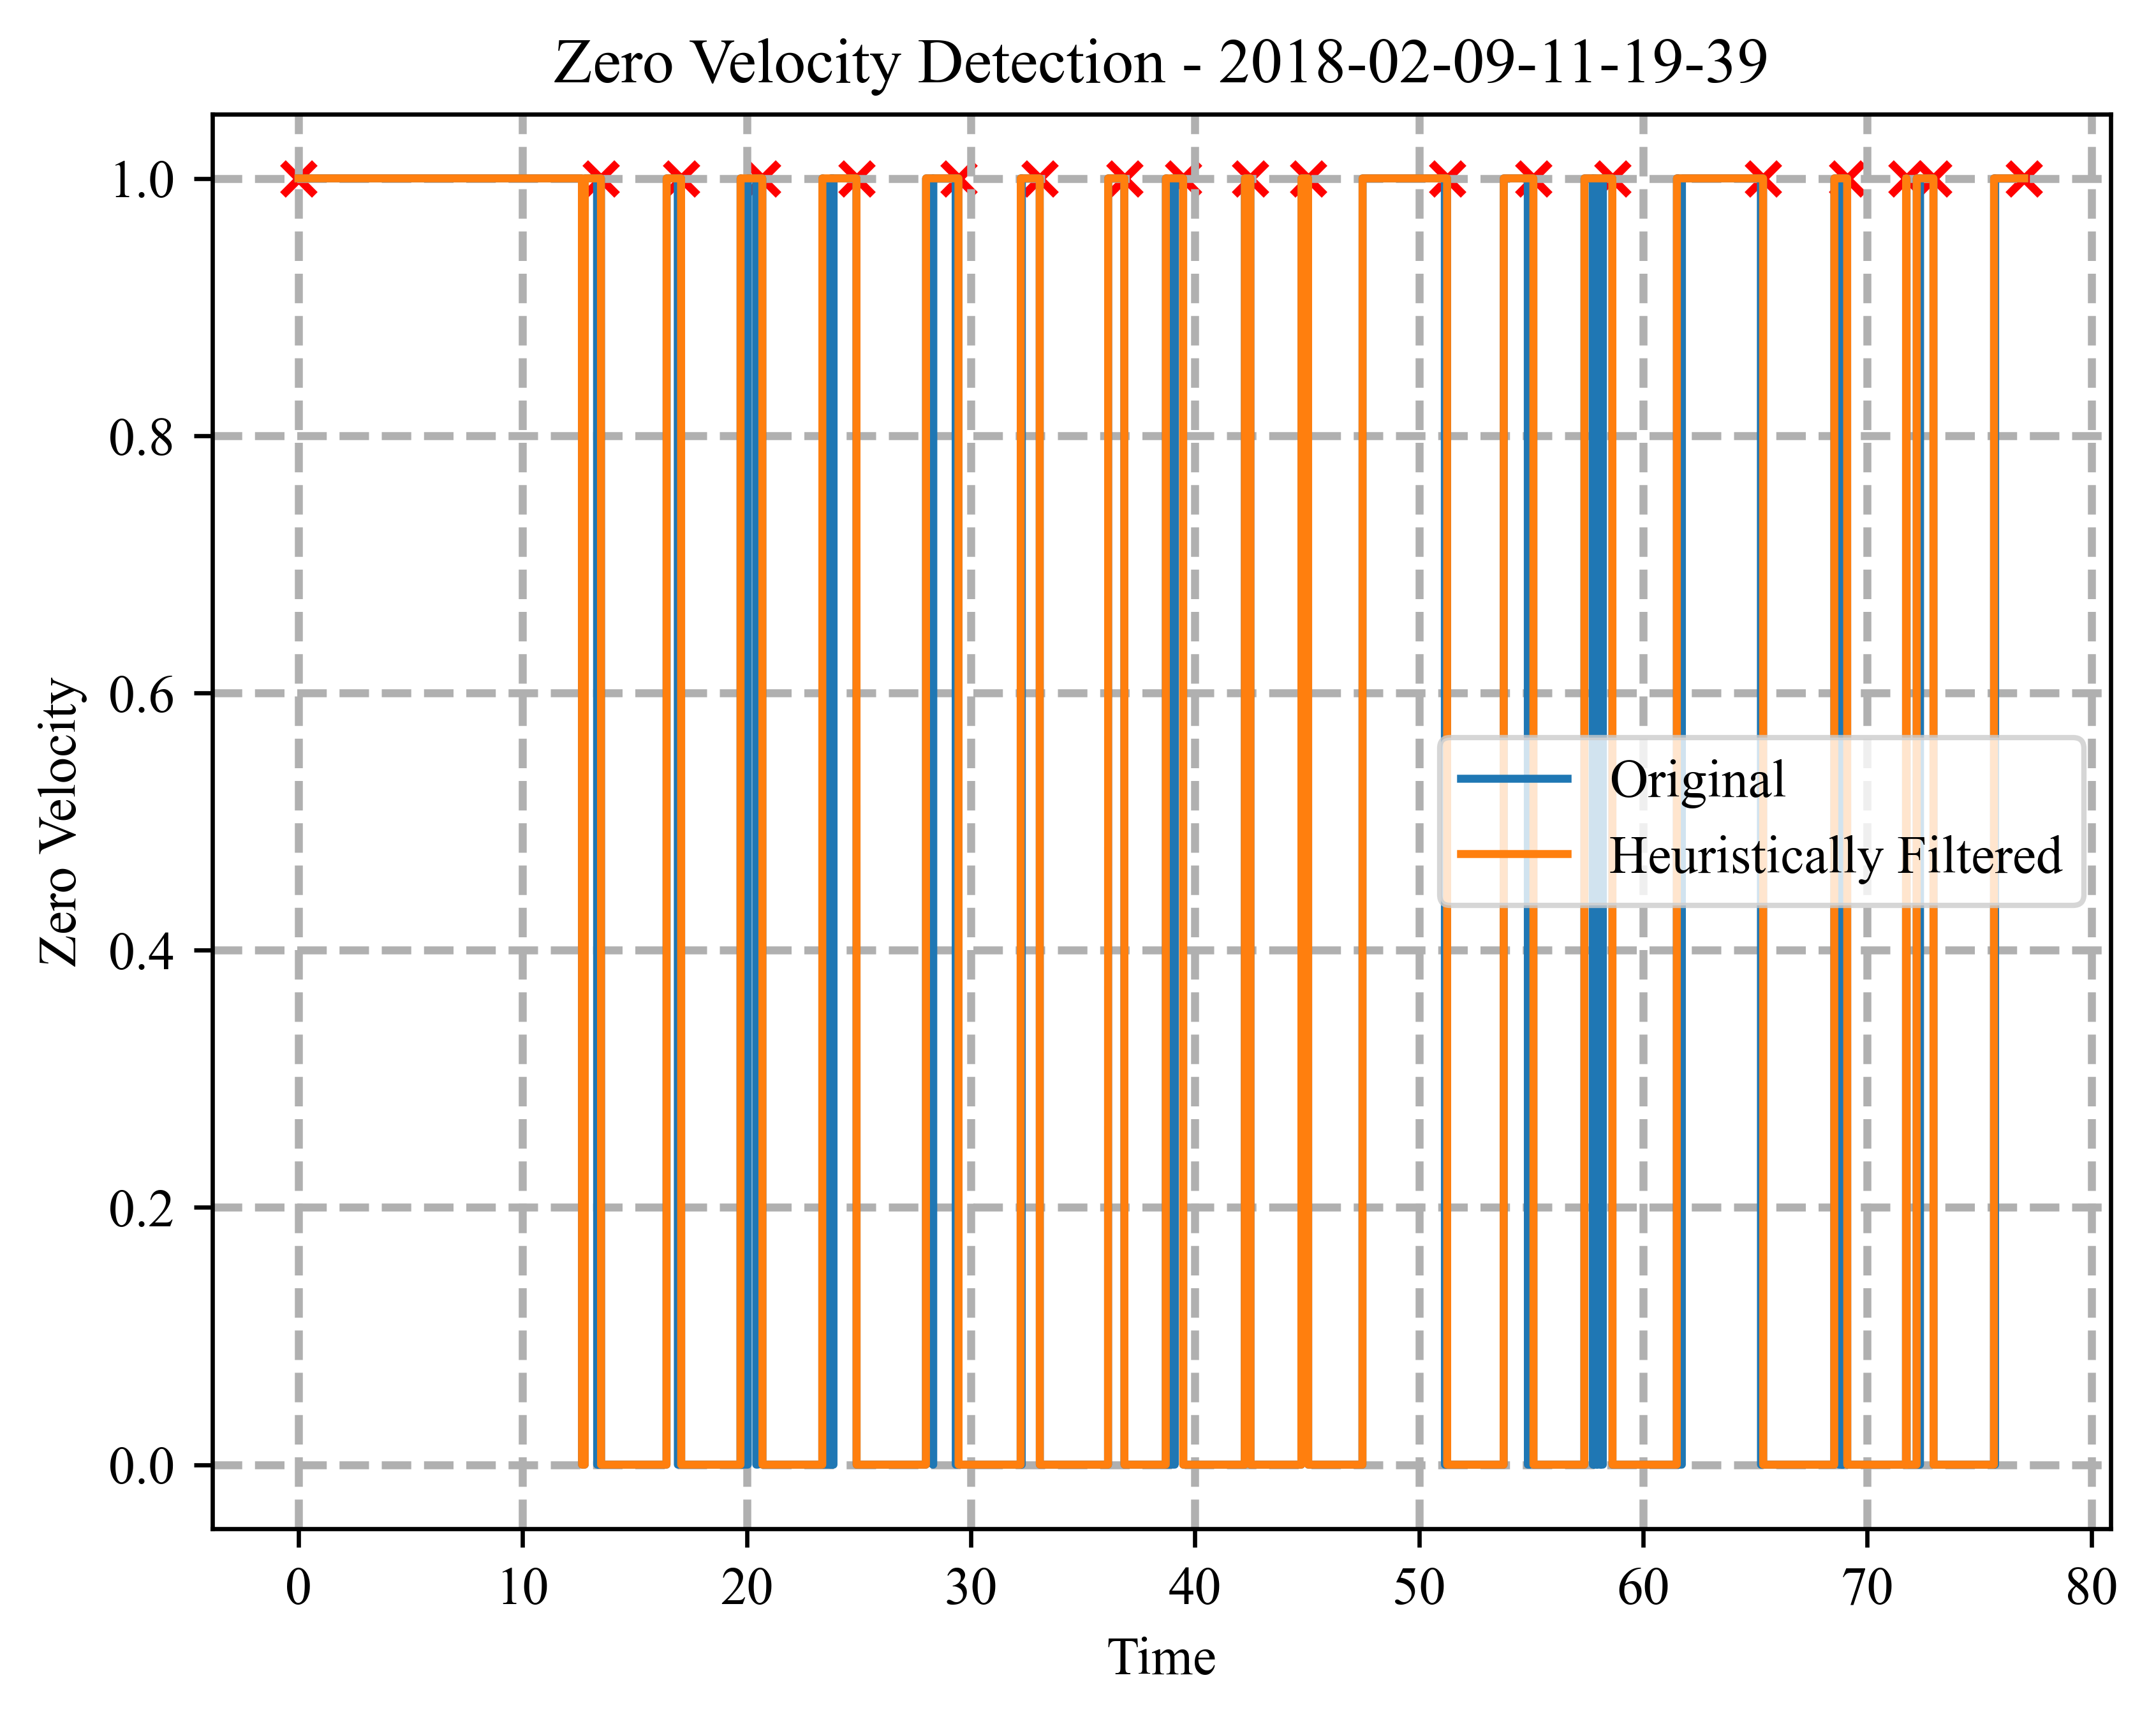 Zero Velocity Dtection - 2018-02-09-11-19-39
1.0
0.8
0.6
0.4
0.2
0.0
Zero Velocity
Original
Heuristically Filtered
0 10 20 30 40 50 60 70 80
Time